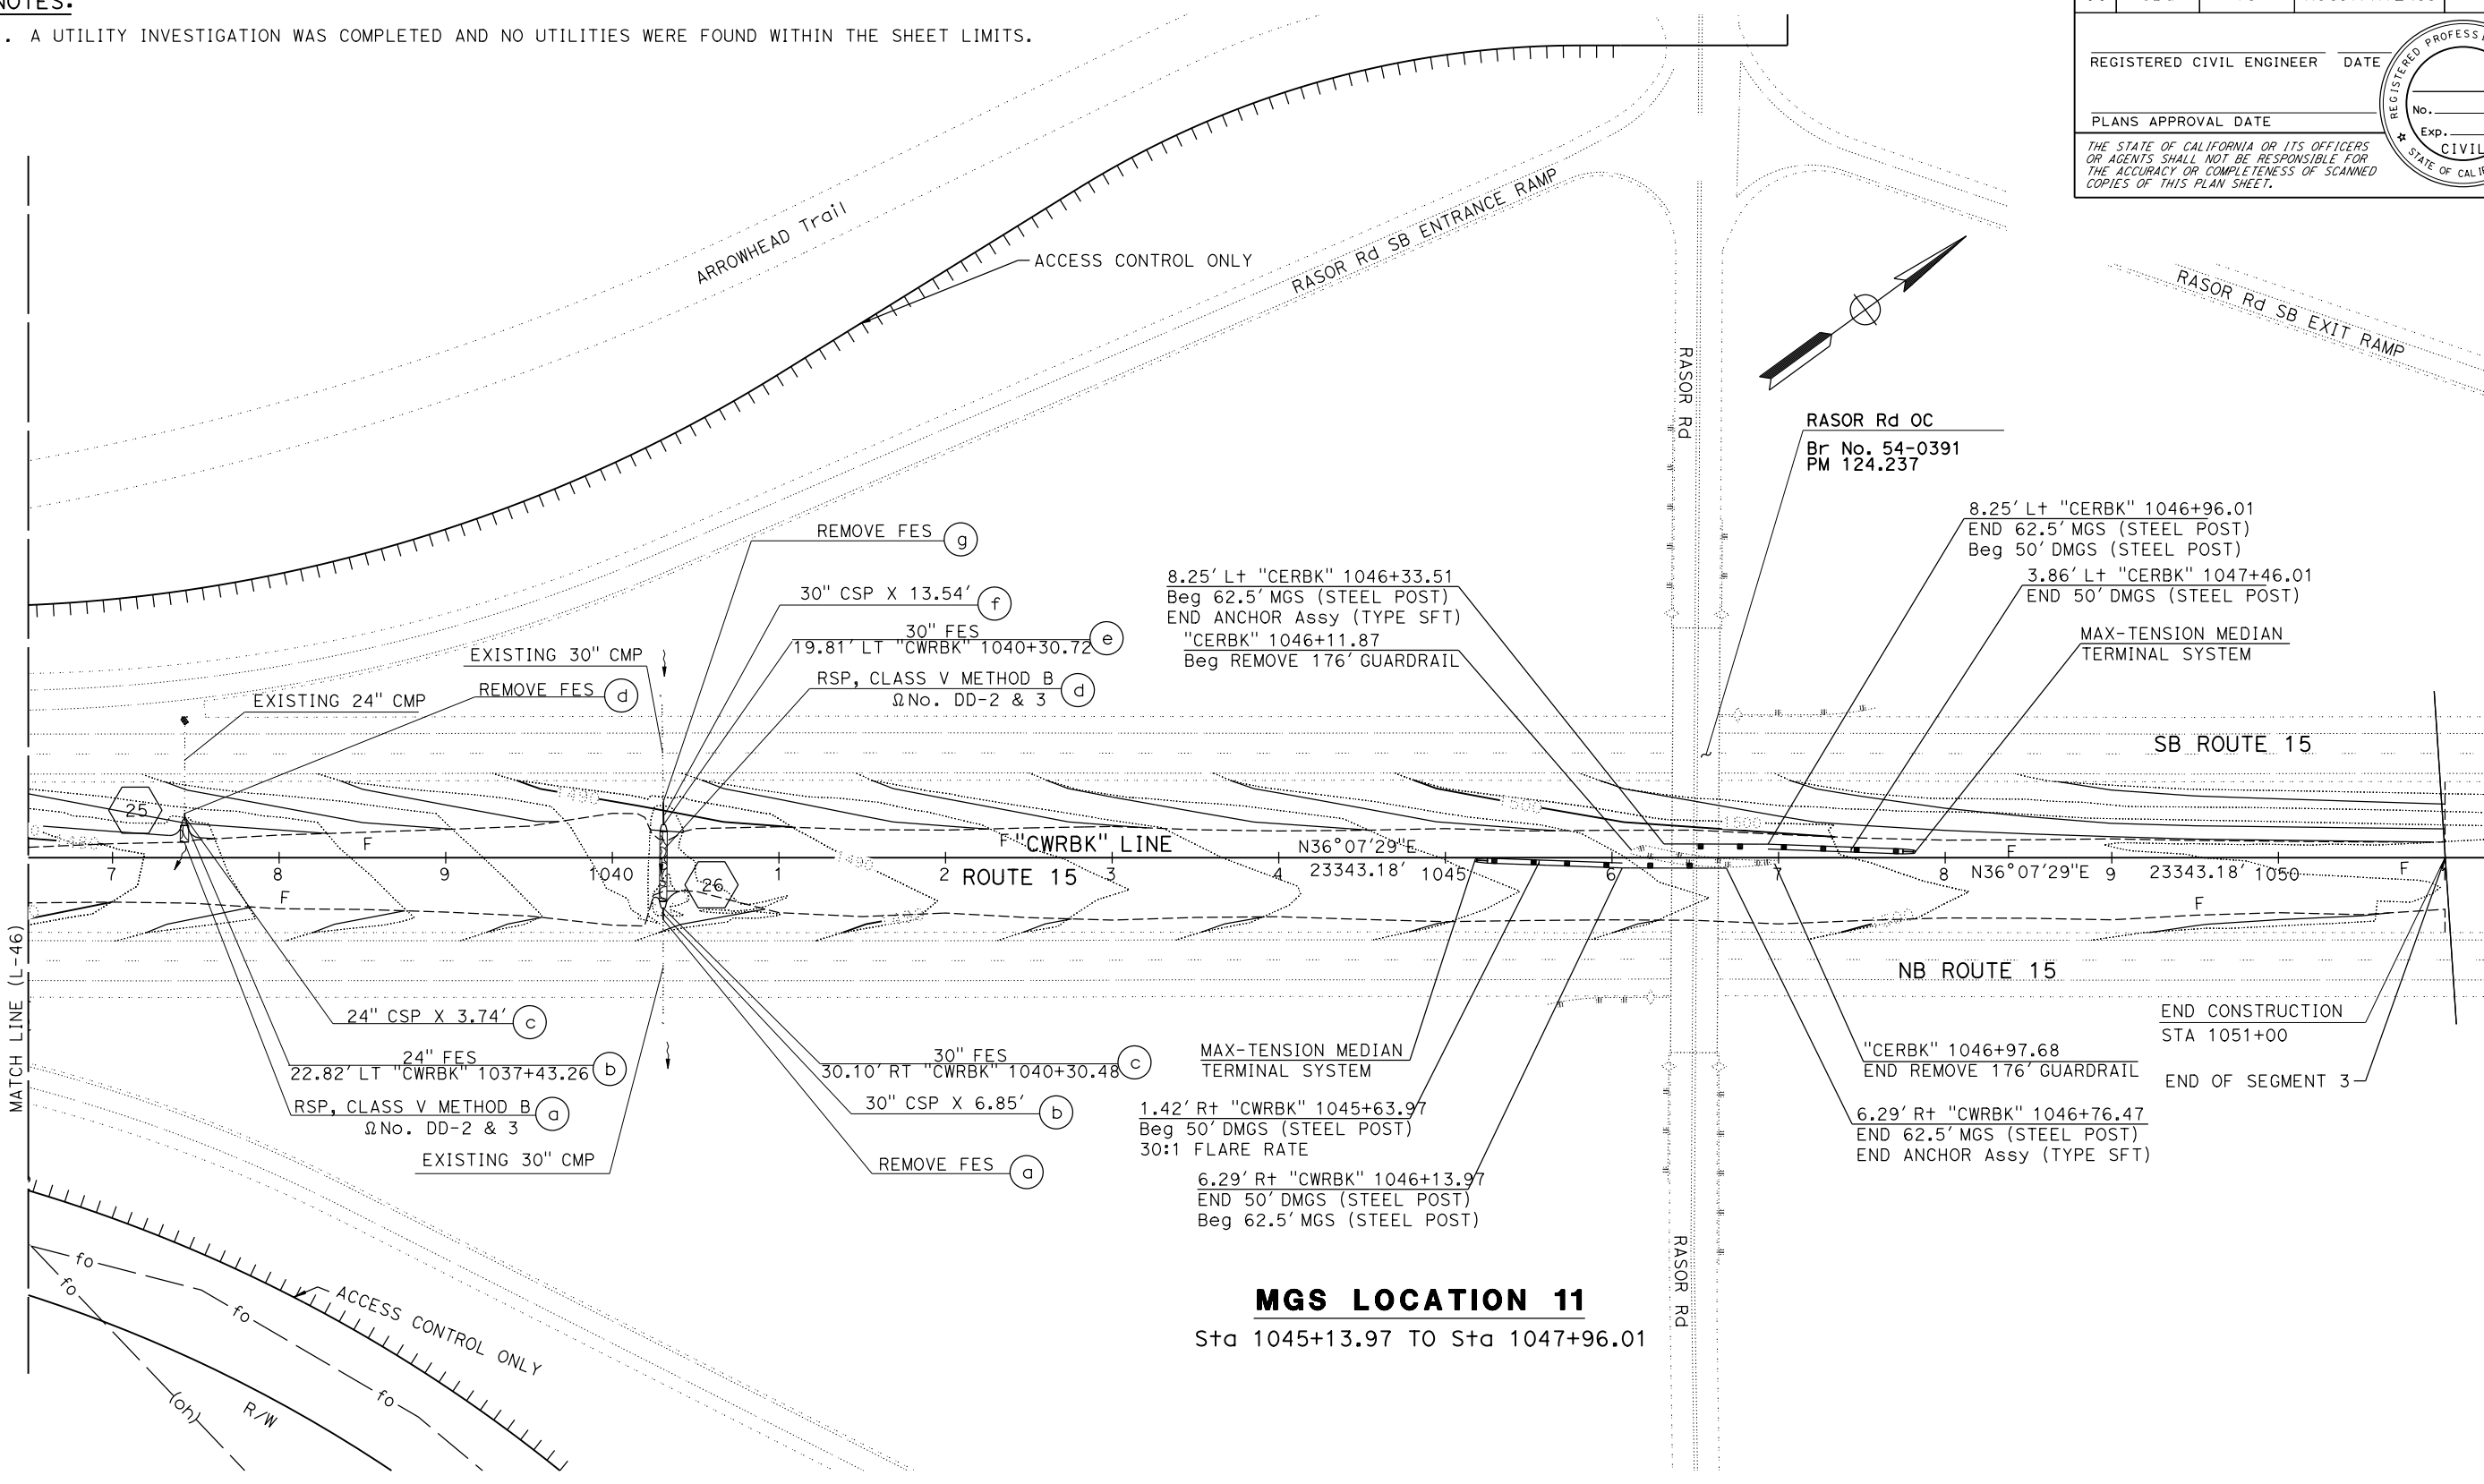 NOTES:
. A UTILITY INVESTIGATION WAS COMPLETED AND NO UTILITIES WERE FOUND WITHIN THE SHEET LIMITS.
REGISTERED CIVIL ENGINEER DATE
PLANS APPROVAL DATE
THE STATE OF CALIFORNIA OR ITS OFFICERS
OR AGENTS SHALL NOT BE RESPONSIBLE FOR
THE ACCURACY OR COMPLETENESS OF SCANNED
COPIES OF THIS PLAN SHEET.
REGISTERED
No.
Exp.
CIVIL
STATE OF
ARROWHEAD Trail
ACCESS CONTROL ONLY
RASOR Rd SB ENTRANCE RAMP
RASOR Rd SB EXIT RAMP
RASOR Rd
RASOR Rd OC
Br No. 54-0391
PM 124.237
REMOVE FES g
30" CSP X 13.54' f
30" FES
19.81' LT "CWRBK" 1040+30.72 e
RSP, CLASS V METHOD B
ΩNo. DD-2 & 3 d
EXISTING 30" CMP
REMOVE FES d
EXISTING 24" CMP
8.25' Lt "CERBK" 1046+33.51
Beg 62.5' MGS (STEEL POST)
END ANCHOR Assy (TYPE SFT)
"CERBK" 1046+11.87
Beg REMOVE 176' GUARDRAIL
8.25' Lt "CERBK" 1046+96.01
END 62.5' MGS (STEEL POST)
Beg 50' DMGS (STEEL POST)
3.86' Lt "CERBK" 1047+46.01
END 50' DMGS (STEEL POST)
MAX-TENSION MEDIAN
TERMINAL SYSTEM
SB ROUTE 15
25
1490
1500
1500
F
F "CWRBK" LINE
N36°07'29"E
23343.18'
F
7 8 9 1040 1 2 3 4 1045 6 7 8 9 1050
ROUTE 15
1495
26
N36°07'29"E
23343.18'
F
F
F
1500
NB ROUTE 15
MATCH LINE (L-46)
24" CSP X 3.74' c
24" FES
22.82' LT "CWRBK" 1037+43.26 b
RSP, CLASS V METHOD B
ΩNo. DD-2 & 3 a
EXISTING 30" CMP
30" FES
30.10' RT "CWRBK" 1040+30.48 c
30" CSP X 6.85' b
REMOVE FES a
MAX-TENSION MEDIAN
TERMINAL SYSTEM
1.42' Rt "CWRBK" 1045+63.97
Beg 50' DMGS (STEEL POST)
30:1 FLARE RATE
6.29' Rt "CWRBK" 1046+13.97
END 50' DMGS (STEEL POST)
Beg 62.5' MGS (STEEL POST)
"CERBK" 1046+97.68
END REMOVE 176' GUARDRAIL
6.29' Rt "CWRBK" 1046+76.47
END 62.5' MGS (STEEL POST)
END ANCHOR Assy (TYPE SFT)
END CONSTRUCTION
STA 1051+00
END OF SEGMENT 3
RASOR Rd
MGS LOCATION 11
Sta 1045+13.97 TO Sta 1047+96.01
ACCESS CONTROL ONLY
fo
fo
fo
fo
(oh)
R/W